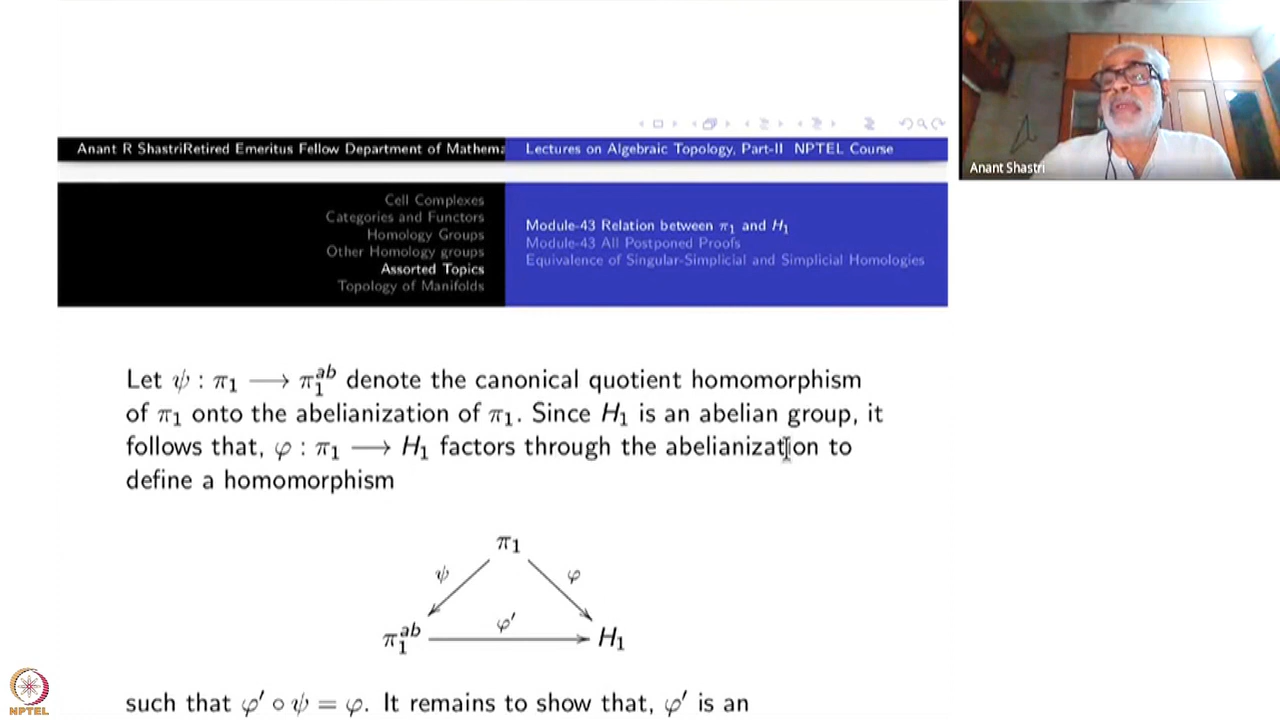 Anant R ShastriRetired Emeritus Fellow Department of Mathema
Lectures on Algebraic Topology, Part-II NPTEL Course
Anant Shastri
Cell Complexes
Categories and Functors
Homology Groups
Other Homology groups
Assorted Topics
Topology of Manifolds
Module-43 Relation between π₁ and H₁
Module-43 All Postponed Proofs
Equivalence of Singular-Simplicial and Simplicial Homologies
Let ψ : π₁ ⟶ π₁ᵃᵇ denote the canonical quotient homomorphism
of π₁ onto the abelianization of π₁. Since H₁ is an abelian group, it
follows that, φ : π₁ ⟶ H₁ factors through the abelianization to
define a homomorphism
π₁
ψ φ
φ′
π₁ᵃᵇ H₁
such that φ′ ∘ ψ = φ. It remains to show that, φ′ is an
NPTEL